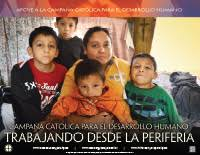 APOYE A LA CAMPAÑA CATÓLICA PARA EL DESARROLLO HUMANO
CAMPAÑA CATÓLICA PARA EL DESARROLLO HUMANO
TRABAJANDO DESDE LA PERIFERIA